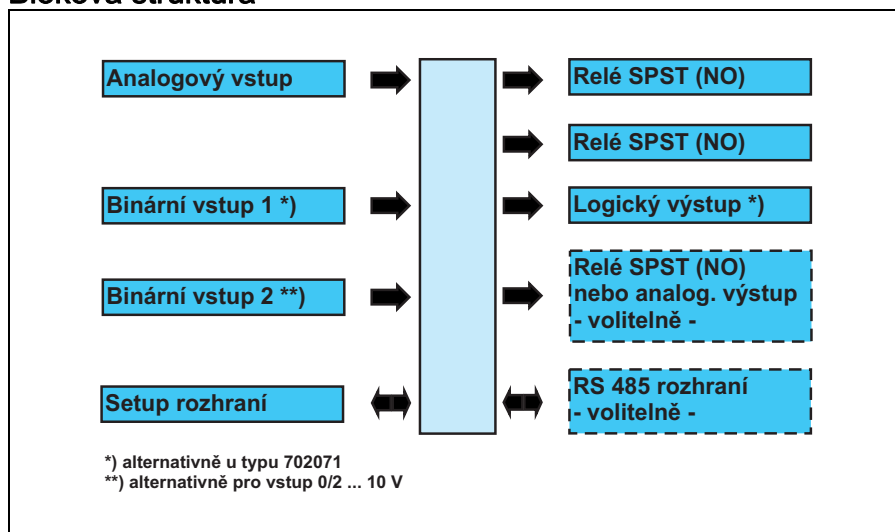 Bloková struktura
Analogový vstup
Relé SPST (NO)
Relé SPST (NO)
Binární vstup 1 *)
Logický výstup *)
Binární vstup 2 **)
Relé SPST (NO)
nebo analog. výstup
- volitelně -
Setup rozhraní
RS 485 rozhraní
- volitelně -
*) alternativně u typu 702071
**) alternativně pro vstup 0/2 ... 10 V